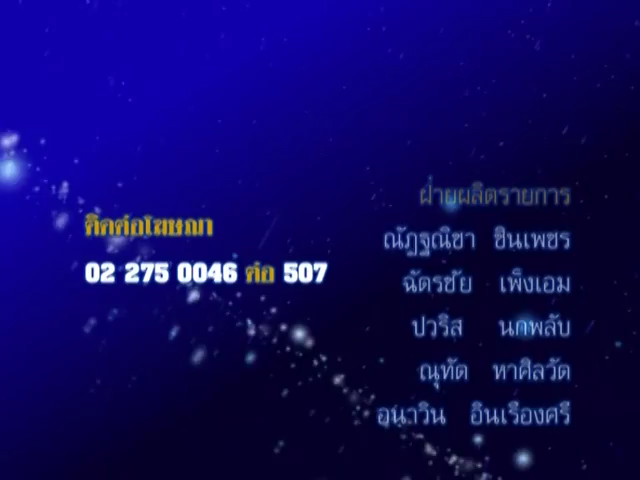 ติดต่อโฆษณา
02 275 0046 ต่อ 507
ฝ่ายผลิตรายการ
ณัฏฐณิชา ชินเพชร
ฉัตรชัย เพ็งเอม
ปวริส นกพลับ
ณุทัด ทาศิลวัด
อนาวิน อินเรืองศรี